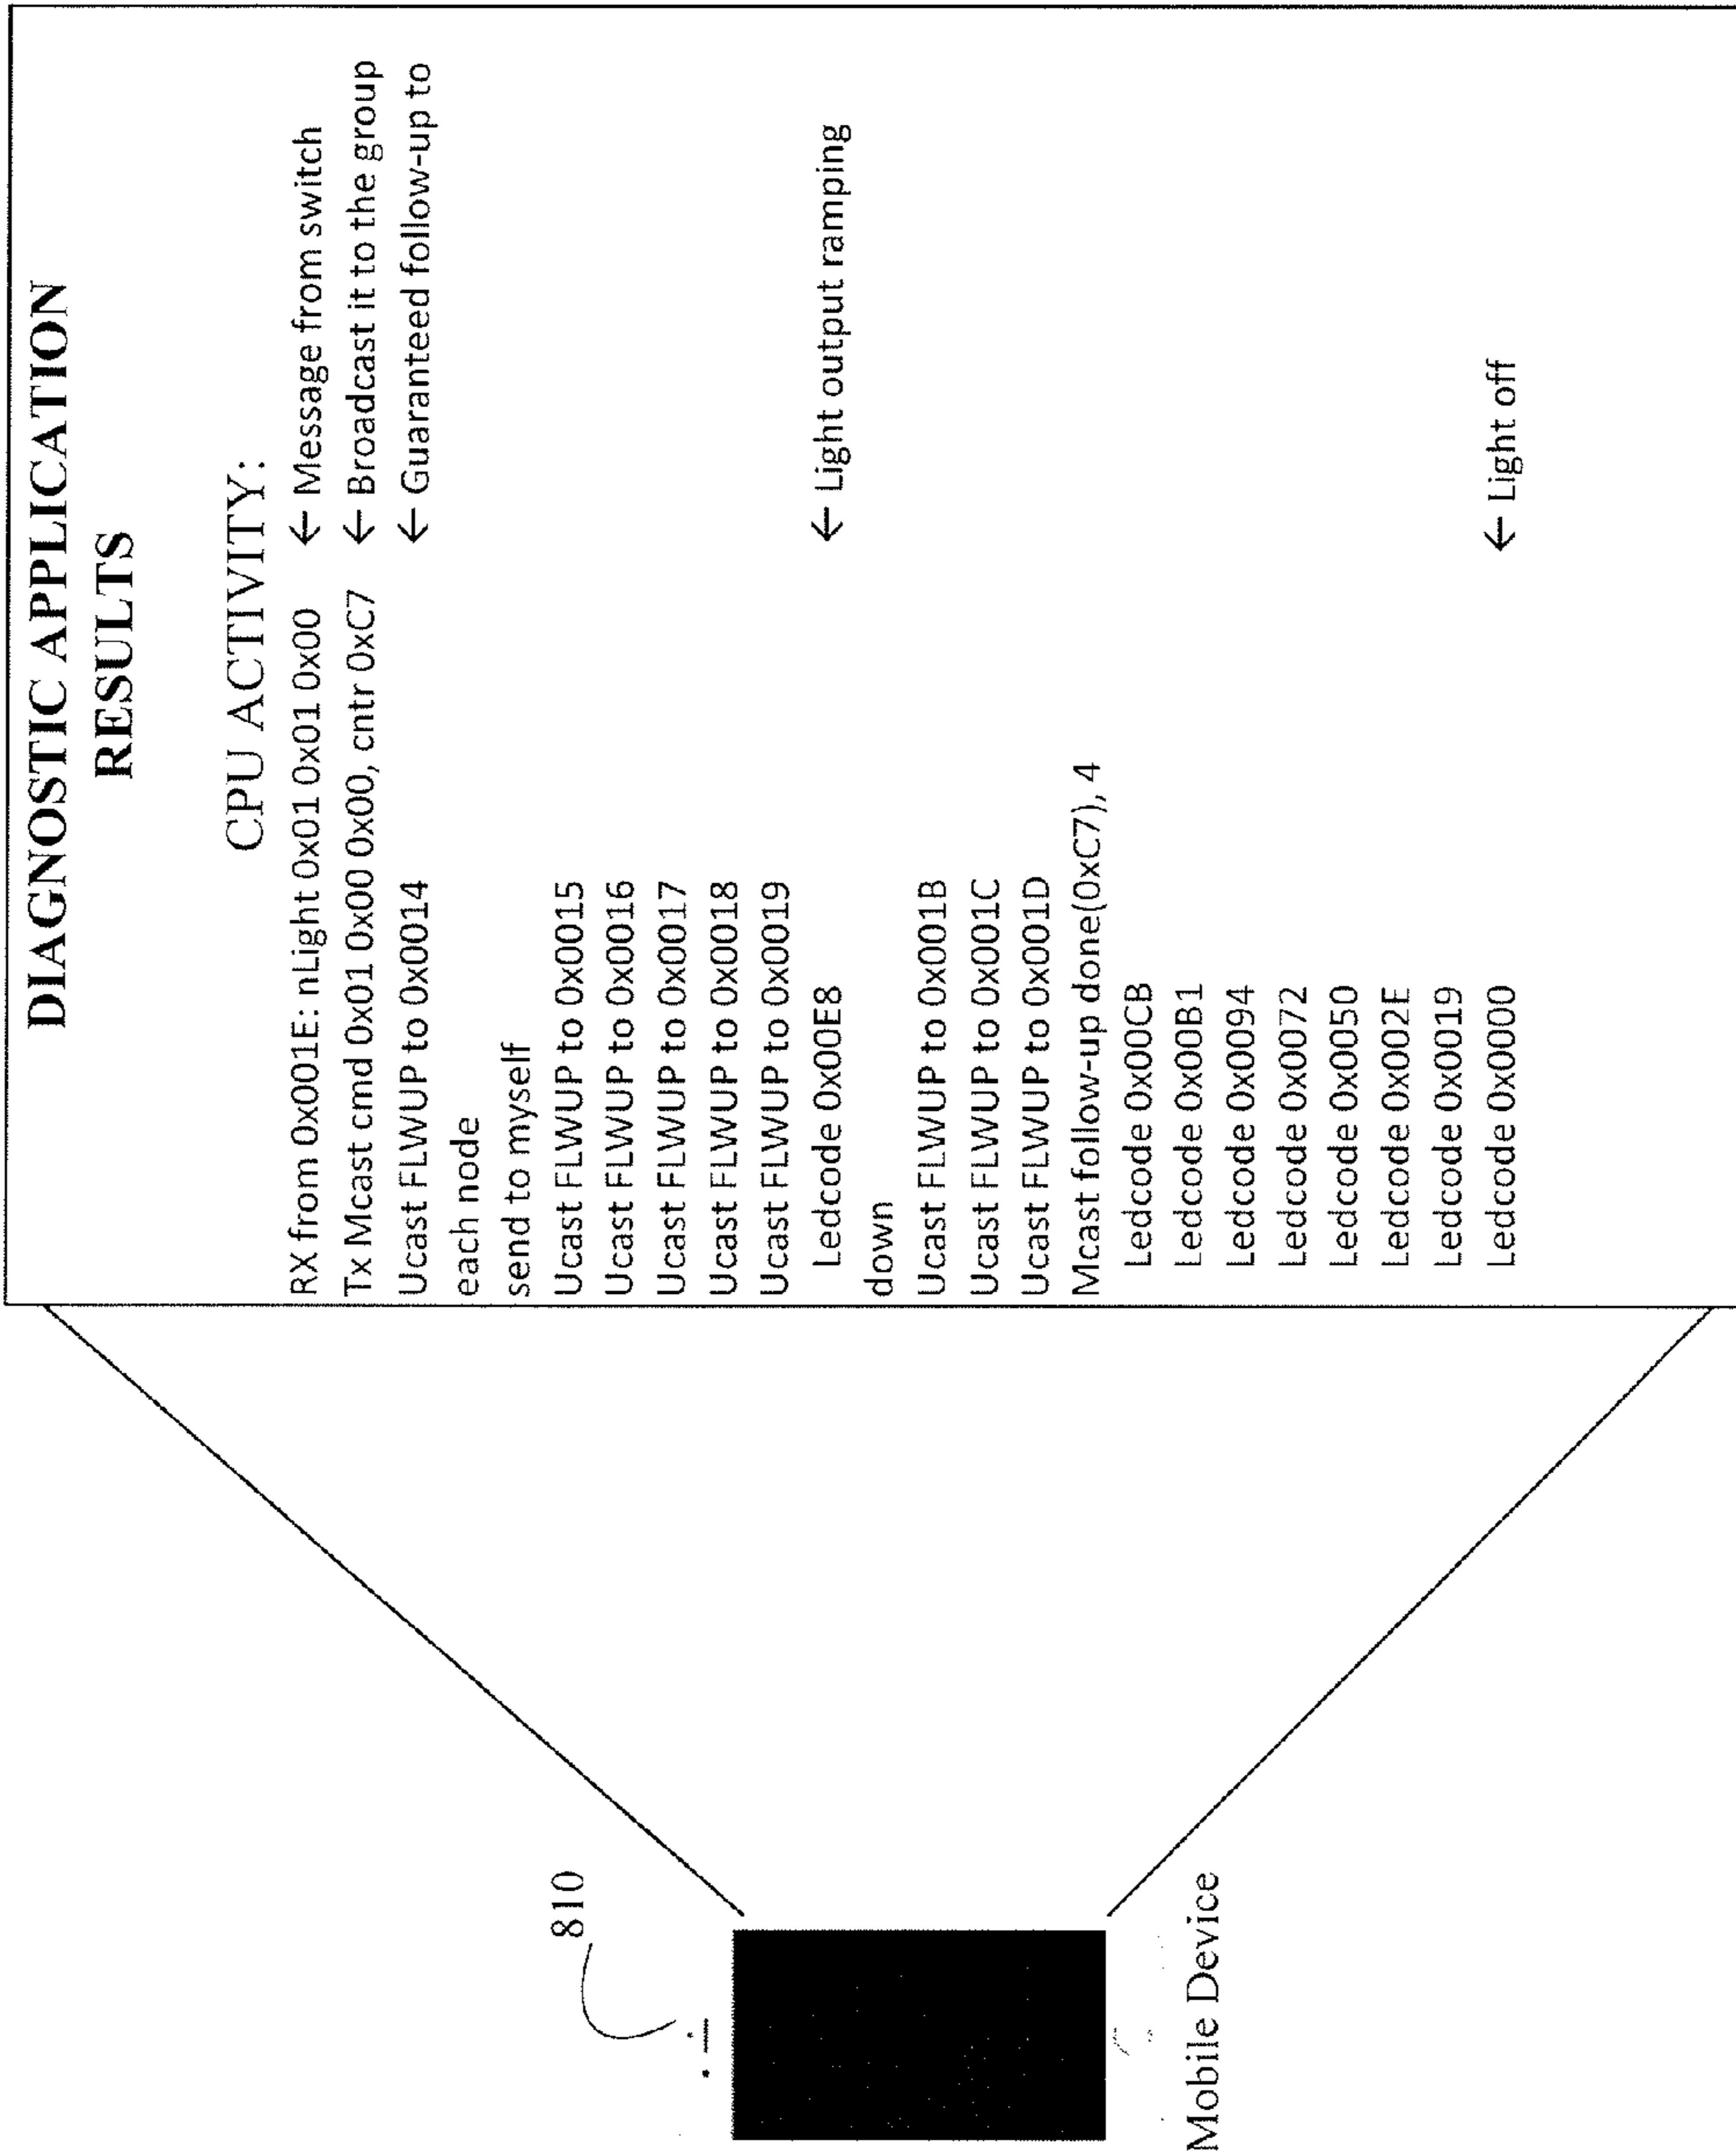 DIAGNOSTIC APPLICATION
RESULTS
CPU ACTIVITY:
RX from 0x001E: nLight 0x01 0x01 0x00 ← Message from switch
Tx Mcast cmd 0x01 0x00 0x00, cntr 0xC7 ← Broadcast it to the group
Ucast FLWUP to 0x0014 ← Guaranteed follow-up to
each node
send to myself
Ucast FLWUP to 0x0015
Ucast FLWUP to 0x0016
Ucast FLWUP to 0x0017
Ucast FLWUP to 0x0018
Ucast FLWUP to 0x0019
Ledcode 0x00E8 ← Light output ramping
down
Ucast FLWUP to 0x001B
Ucast FLWUP to 0x001C
Ucast FLWUP to 0x001D
Mcast follow-up done(0xC7), 4
Ledcode 0x00CB
Ledcode 0x00B1
Ledcode 0x0094
Ledcode 0x0072
Ledcode 0x0050
Ledcode 0x002E
Ledcode 0x0019
Ledcode 0x0000 ← Light off
810
Mobile Device